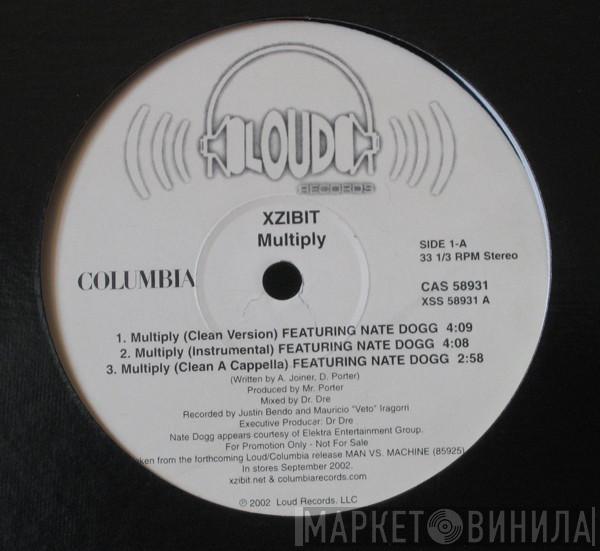 LOUD
RECORDS
XZIBIT
Multiply
SIDE 1-A
33 1/3 RPM Stereo
COLUMBIA
CAS 58931
XSS 58931 A
1. Multiply (Clean Version) FEATURING NATE DOGG 4:09
2. Multiply (Instrumental) FEATURING NATE DOGG 4:08
3. Multiply (Clean A Cappella) FEATURING NATE DOGG 2:58
(Written by A. Joiner, D. Porter)
Produced by Mr. Porter
Mixed by Dr. Dre
Recorded by Justin Bendo and Mauricio "Veto" Iragorri
Executive Producer: Dr Dre
Nate Dogg appears courtesy of Elektra Entertainment Group.
For Promotion Only - Not For Sale
ken from the forthcoming Loud/Columbia release MAN VS. MACHINE (85925)
In stores September 2002.
xzibit.net & columbiarecords.com
℗ 2002 Loud Records, LLC
МАРКЕТ ВИНИЛА